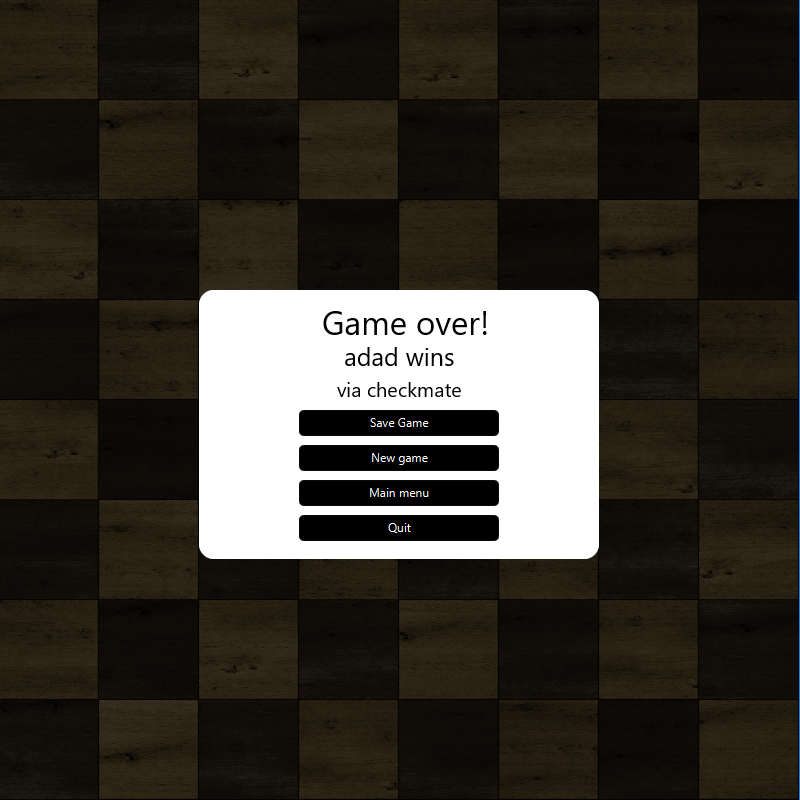 Game over!
adad wins
via checkmate
Save Game
New game
Main menu
Quit